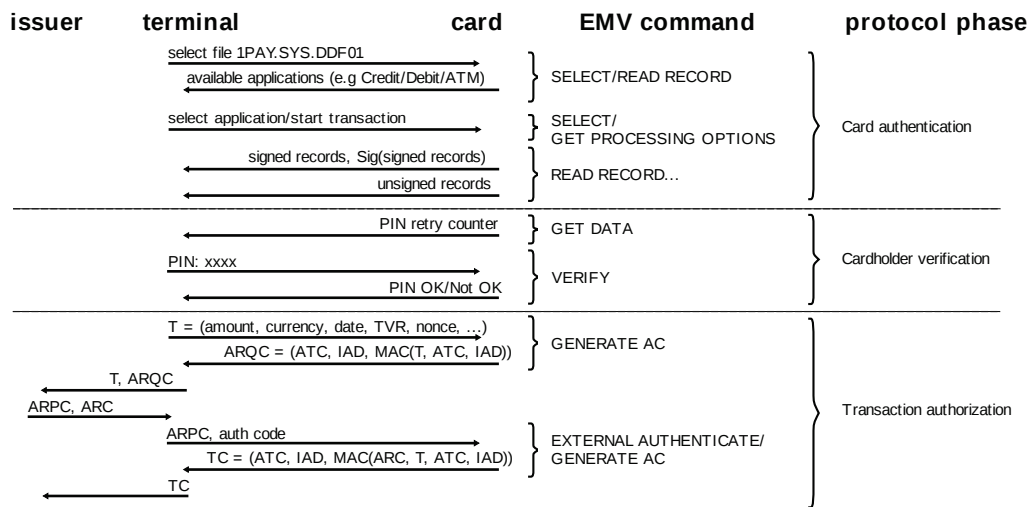 issuer terminal card EMV command protocol phase
select file 1PAY.SYS.DDF01
available applications (e.g Credit/Debit/ATM)
SELECT/READ RECORD
select application/start transaction
SELECT/
GET PROCESSING OPTIONS
Card authentication
signed records, Sig(signed records)
unsigned records
READ RECORD...
PIN retry counter
GET DATA
PIN: xxxx
PIN OK/Not OK
VERIFY
Cardholder verification
T = (amount, currency, date, TVR, nonce, ...)
ARQC = (ATC, IAD, MAC(T, ATC, IAD))
GENERATE AC
T, ARQC
ARPC, ARC
Transaction authorization
ARPC, auth code
TC = (ATC, IAD, MAC(ARC, T, ATC, IAD))
EXTERNAL AUTHENTICATE/
GENERATE AC
TC